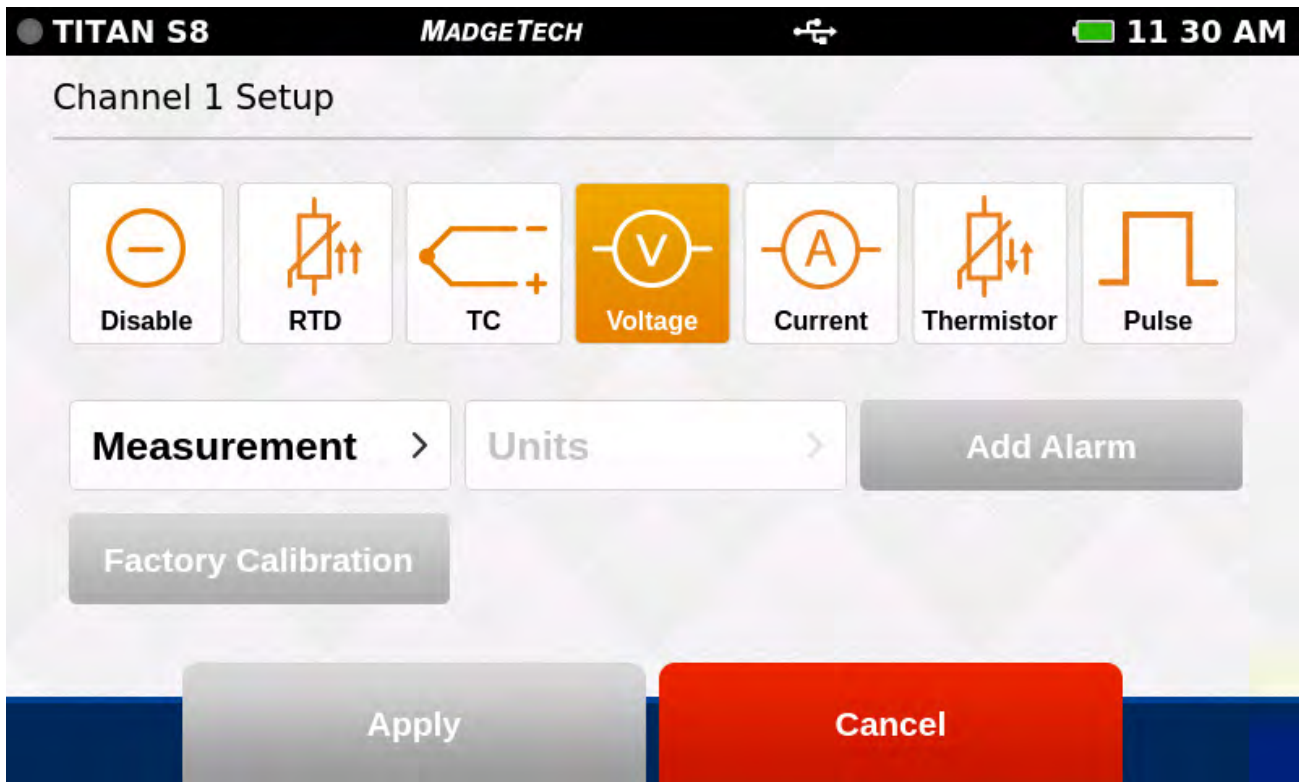 TITAN S8 MADGETECH 11 30 AM
Channel 1 Setup
V A
Disable RTD TC Voltage Current Thermistor Pulse
Measurement > Units > Add Alarm
Factory Calibration
Apply Cancel